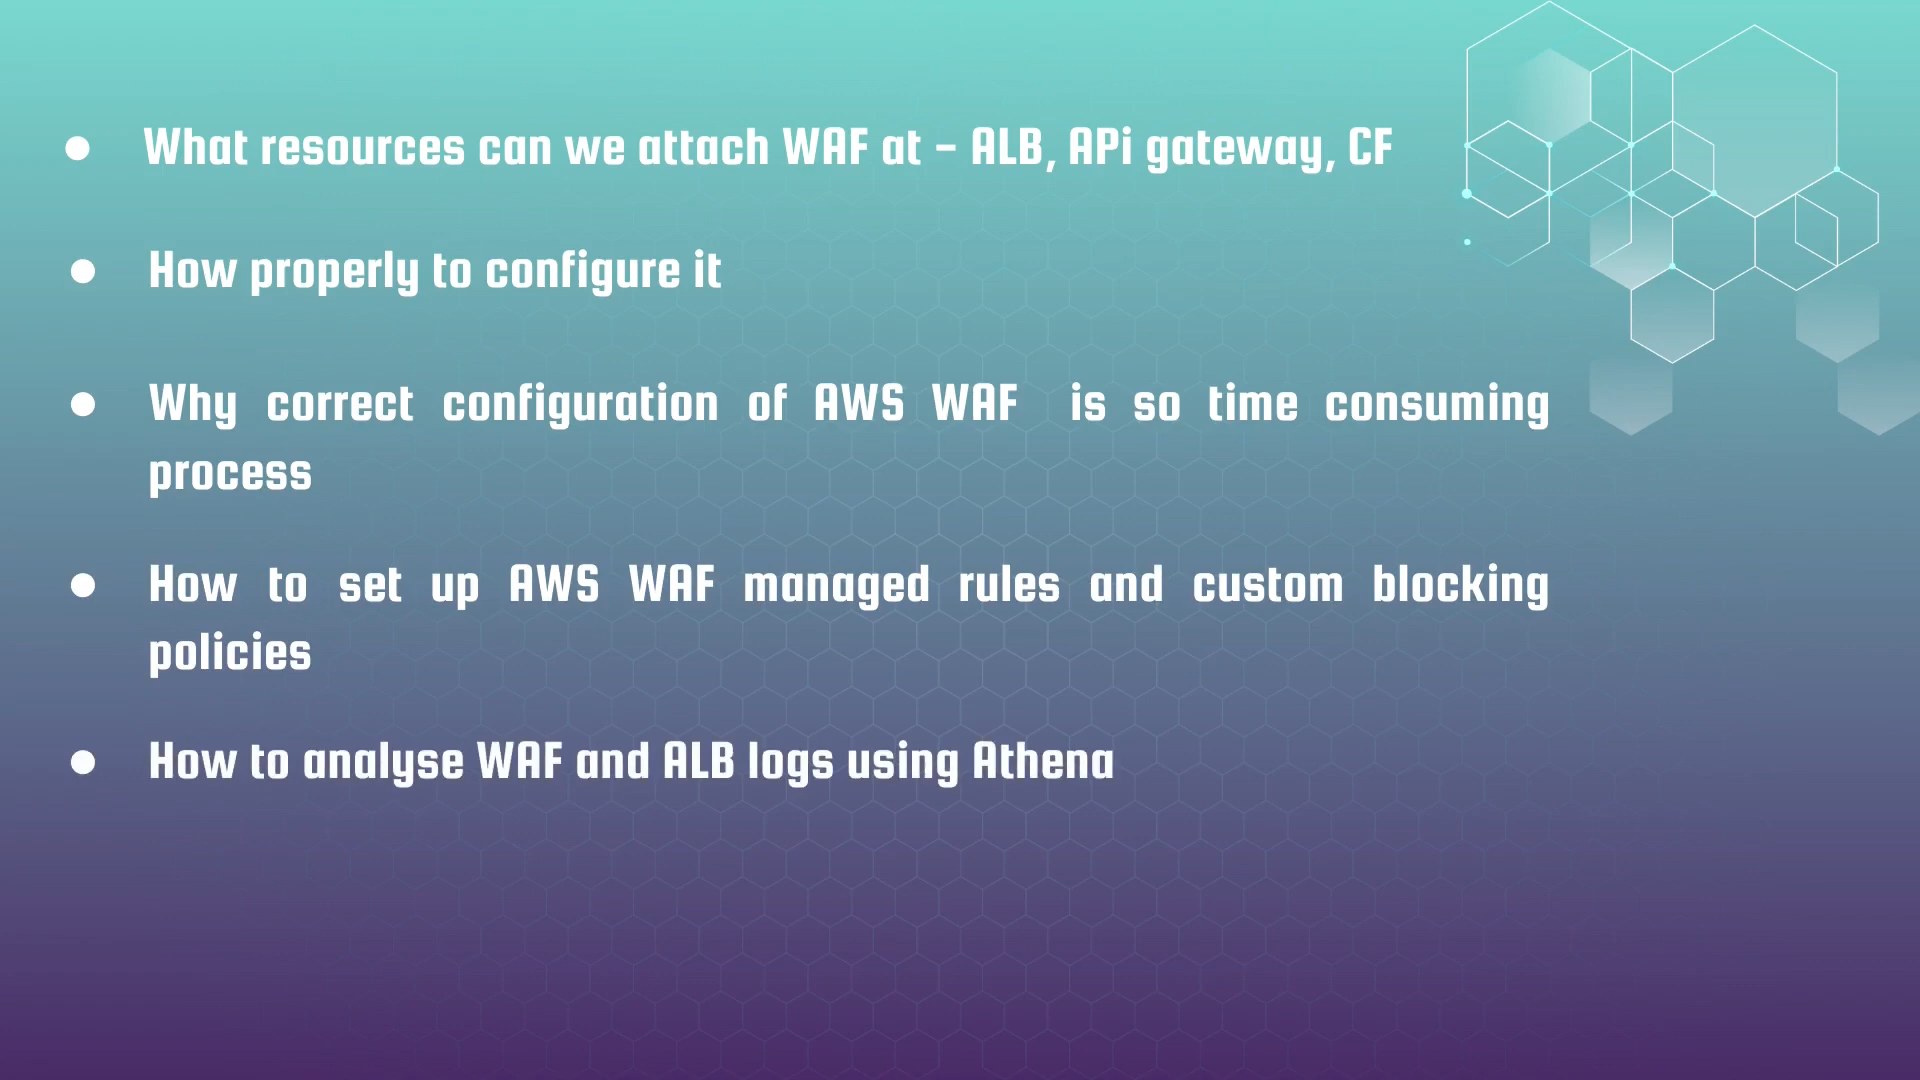 ● What resources can we attach WAF at – ALB, APi gateway, CF
● How properly to configure it
● Why correct configuration of AWS WAF is so time consuming
process
● How to set up AWS WAF managed rules and custom blocking
policies
● How to analyse WAF and ALB logs using Athena